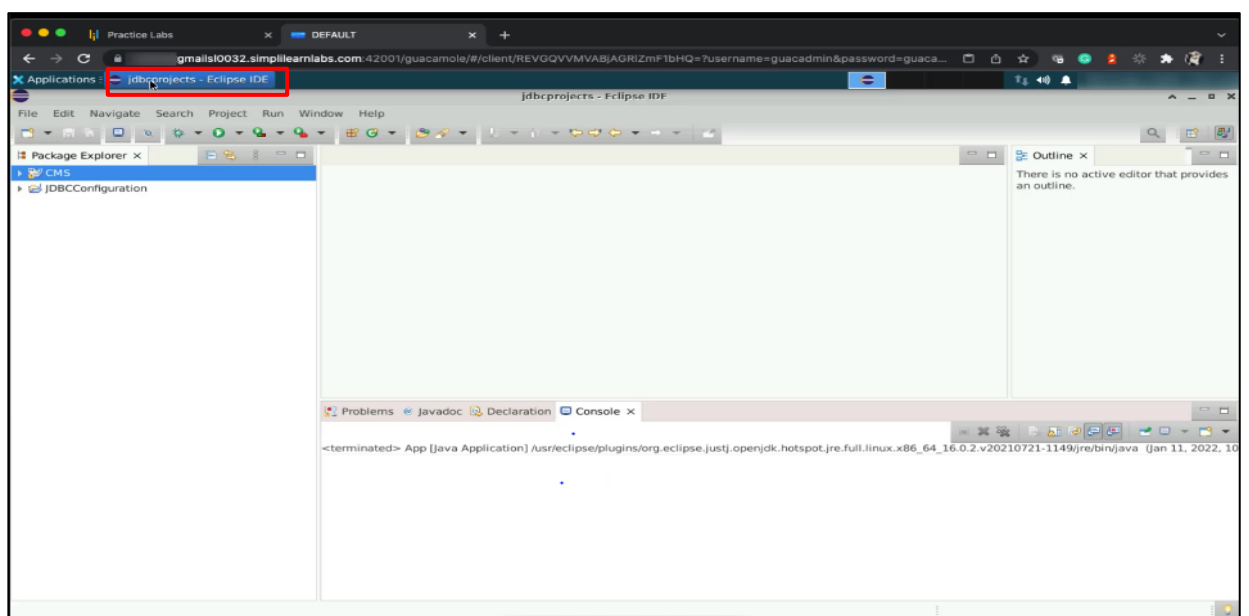 Practice Labs × DEFAULT × +
gmailsl0032.simplilearnlabs.com:42001/guacamole/#/client/REVGQVVMVABjAGRlZmF1bHQ=?username=guacadmin&password=guaca...
Applications jdbcprojects - Eclipse IDE
jdbcprojects - Eclipse IDE
File Edit Navigate Search Project Run Window Help
Package Explorer × Outline ×
CMS There is no active editor that provides
JDBCConfiguration an outline.
Problems Javadoc Declaration Console ×
<terminated> App [Java Application] /usr/eclipse/plugins/org.eclipse.justj.openjdk.hotspot.jre.full.linux.x86_64_16.0.2.v20210721-1149/jre/bin/java (Jan 11, 2022, 10